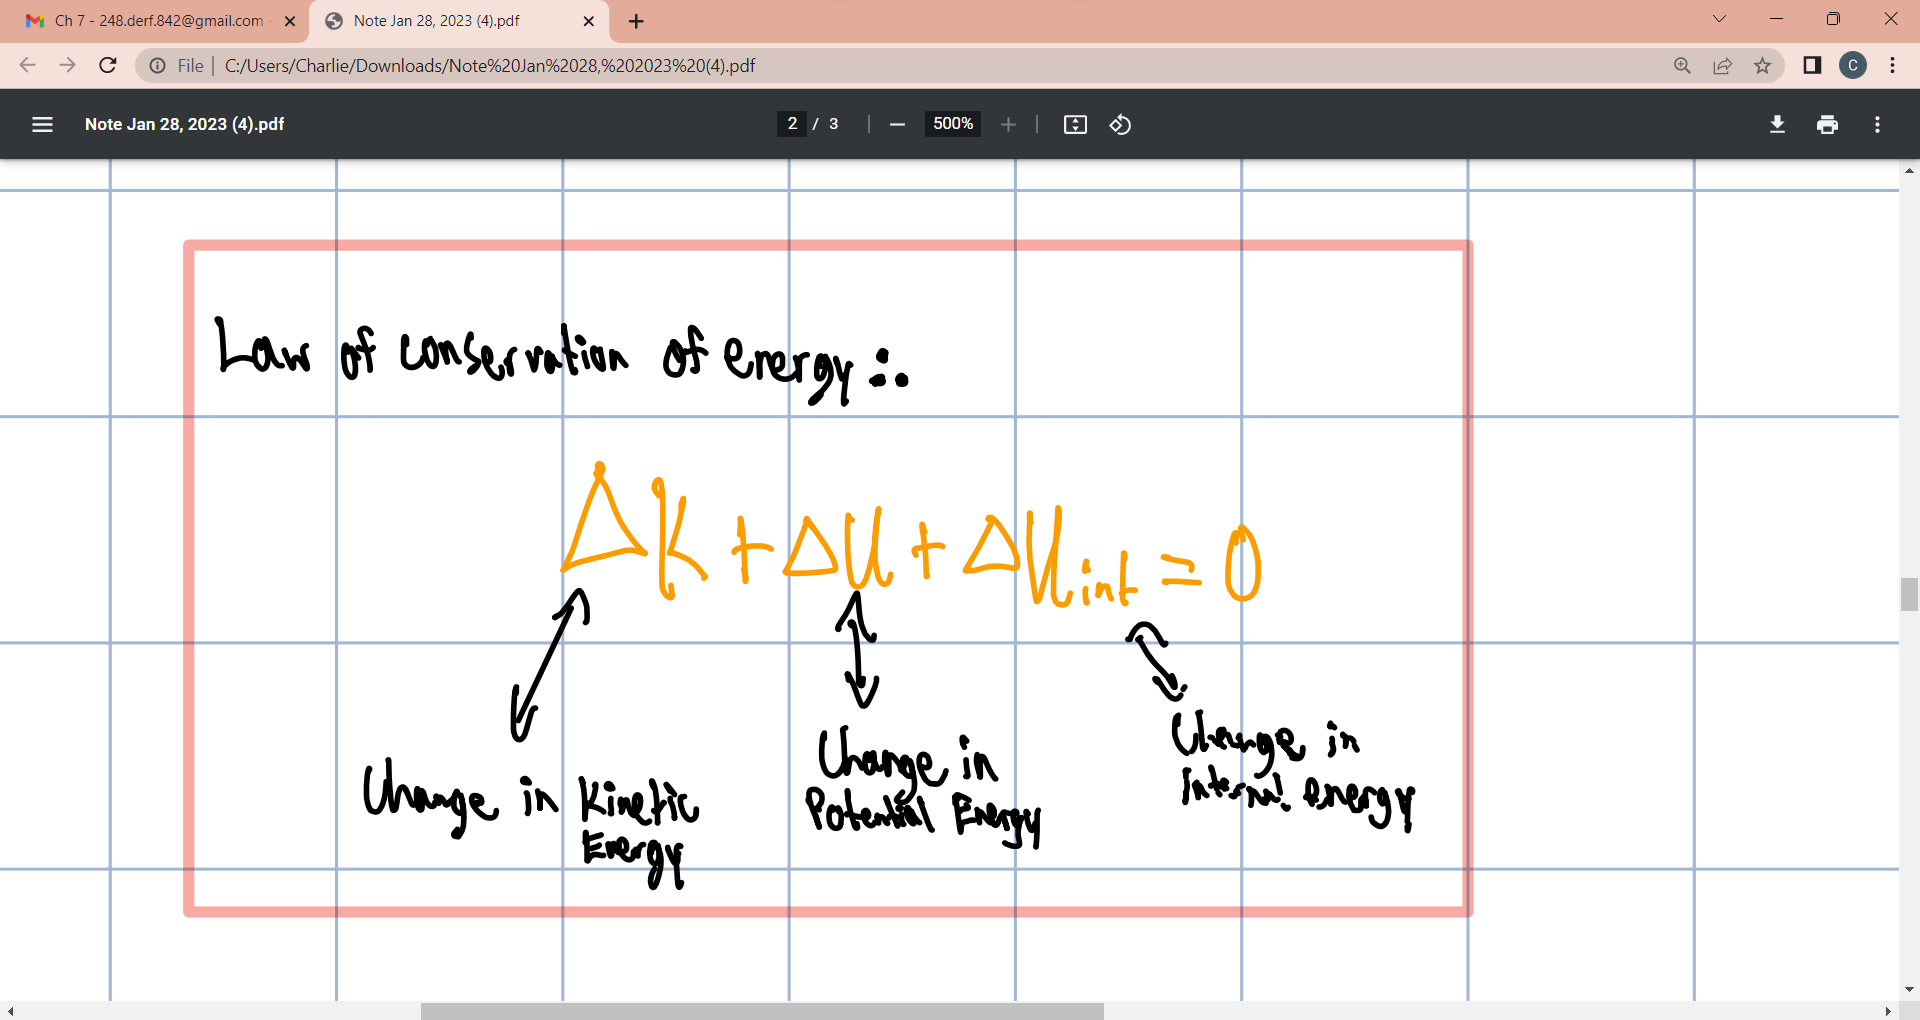 Ch 7 - 248.derf.842@gmail.com
Note Jan 28, 2023 (4).pdf
File | C:/Users/Charlie/Downloads/Note%20Jan%2028,%202023%20(4).pdf
C
Note Jan 28, 2023 (4).pdf
2 / 3
500%
Law of conservation of energy:.
ΔK + ΔU + ΔUint = 0
Change in Kinetic
Energy
Change in
Potential Energy
Change in
Internal energy